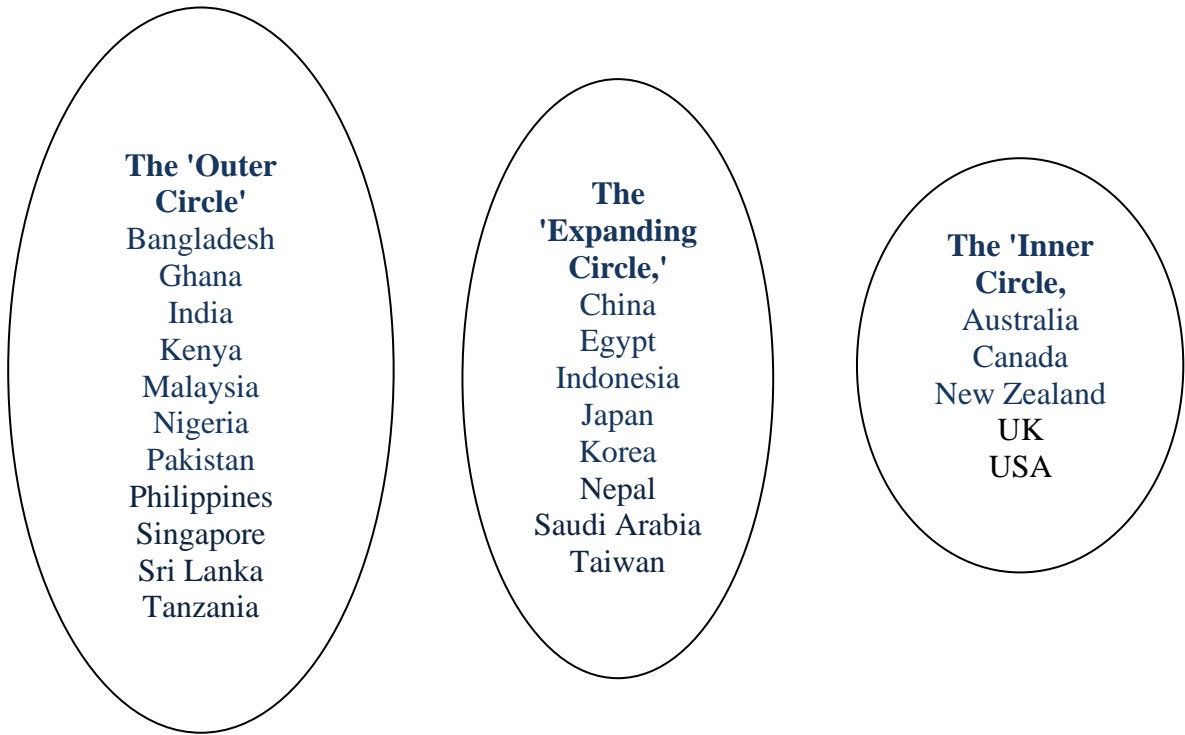 The 'Outer
Circle'
Bangladesh
Ghana
India
Kenya
Malaysia
Nigeria
Pakistan
Philippines
Singapore
Sri Lanka
Tanzania
The
'Expanding
Circle,'
China
Egypt
Indonesia
Japan
Korea
Nepal
Saudi Arabia
Taiwan
The 'Inner
Circle,
Australia
Canada
New Zealand
UK
USA